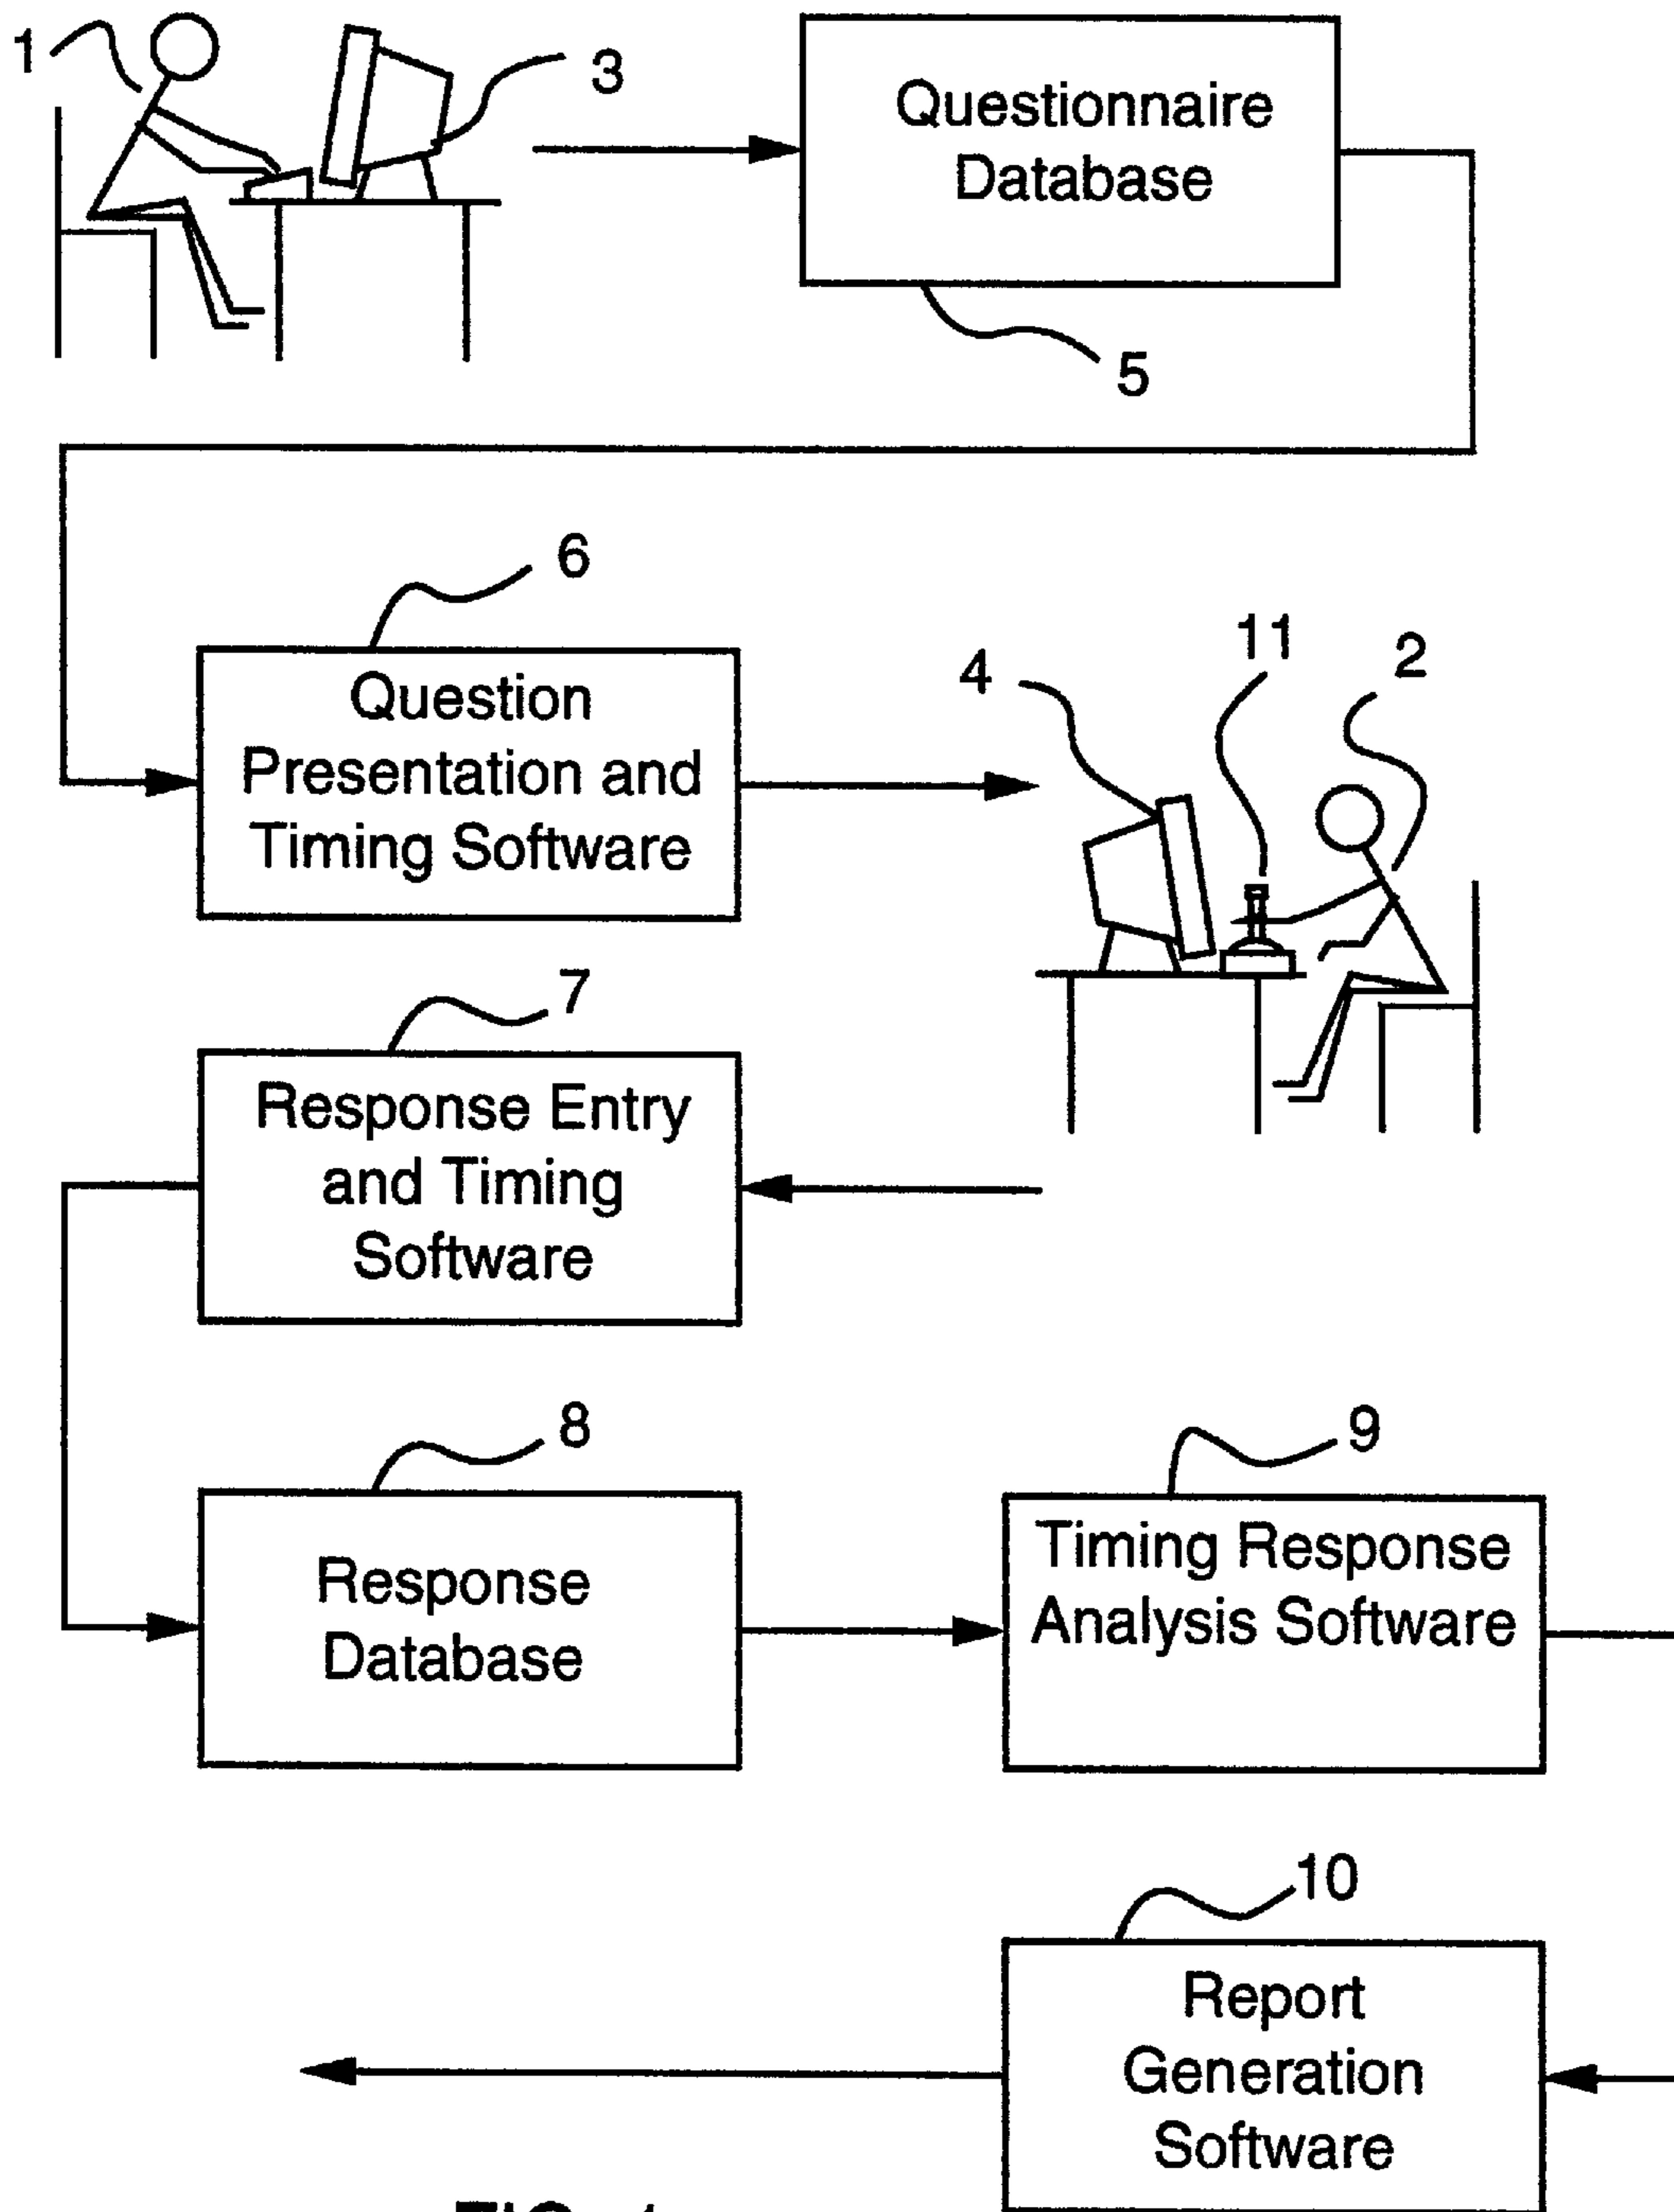 1
3
Questionnaire
Database
5
6
Question
Presentation and
Timing Software
4
11
2
7
Response Entry
and Timing
Software
8
Response
Database
9
Timing Response
Analysis Software
10
Report
Generation
Software